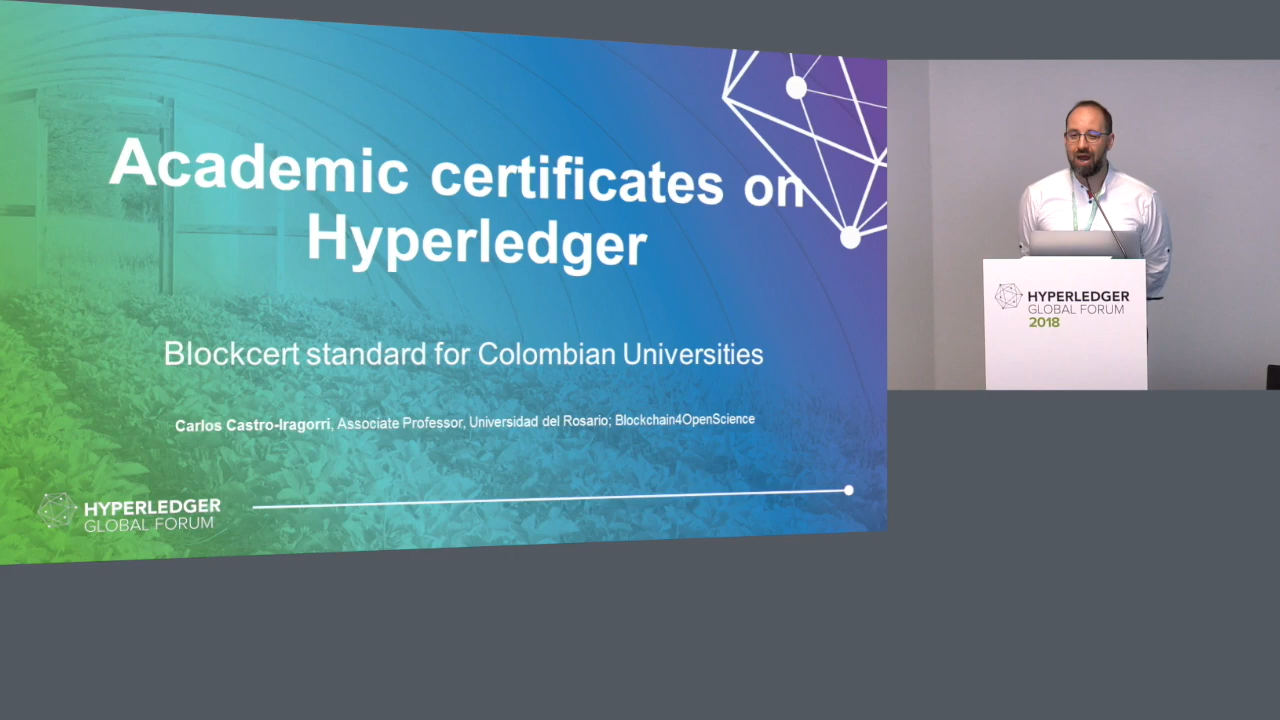 Academic certificates on
Hyperledger
Blockcert standard for Colombian Universities
Carlos Castro-Iragorri, Associate Professor, Universidad del Rosario; Blockchain4OpenScience
HYPERLEDGER
GLOBAL FORUM
HYPERLEDGER
GLOBAL FORUM
2018